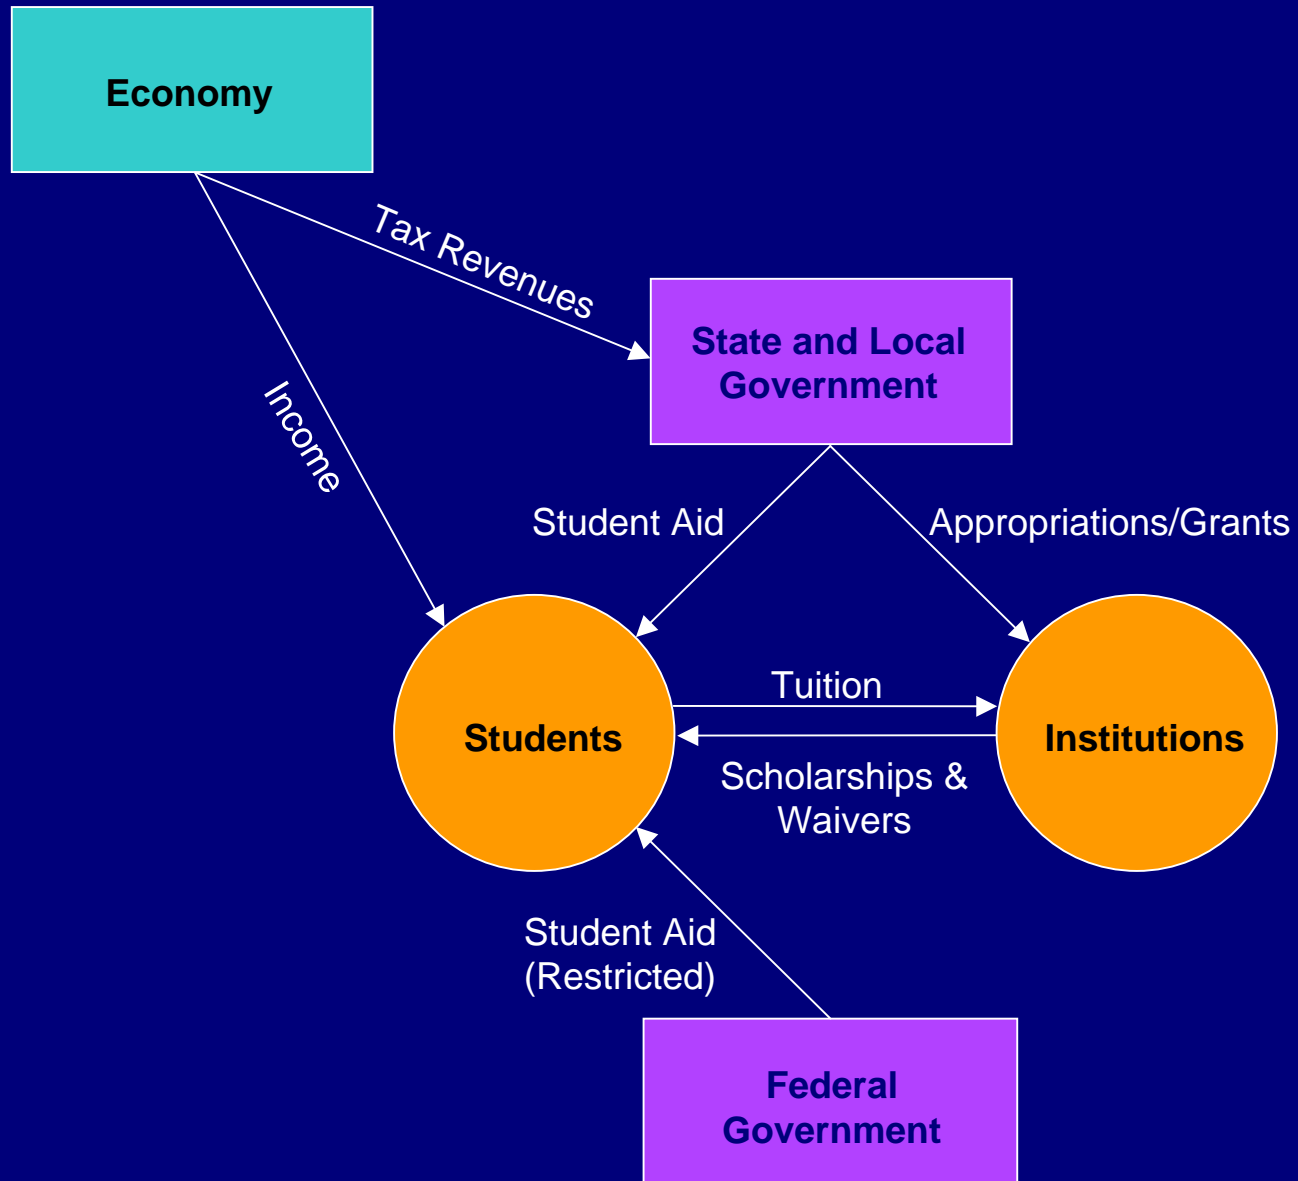 Economy
Tax Revenues
State and Local
Government
Income
Student Aid
Appropriations/Grants
Tuition
Students
Institutions
Scholarships &
Waivers
Student Aid
(Restricted)
Federal
Government